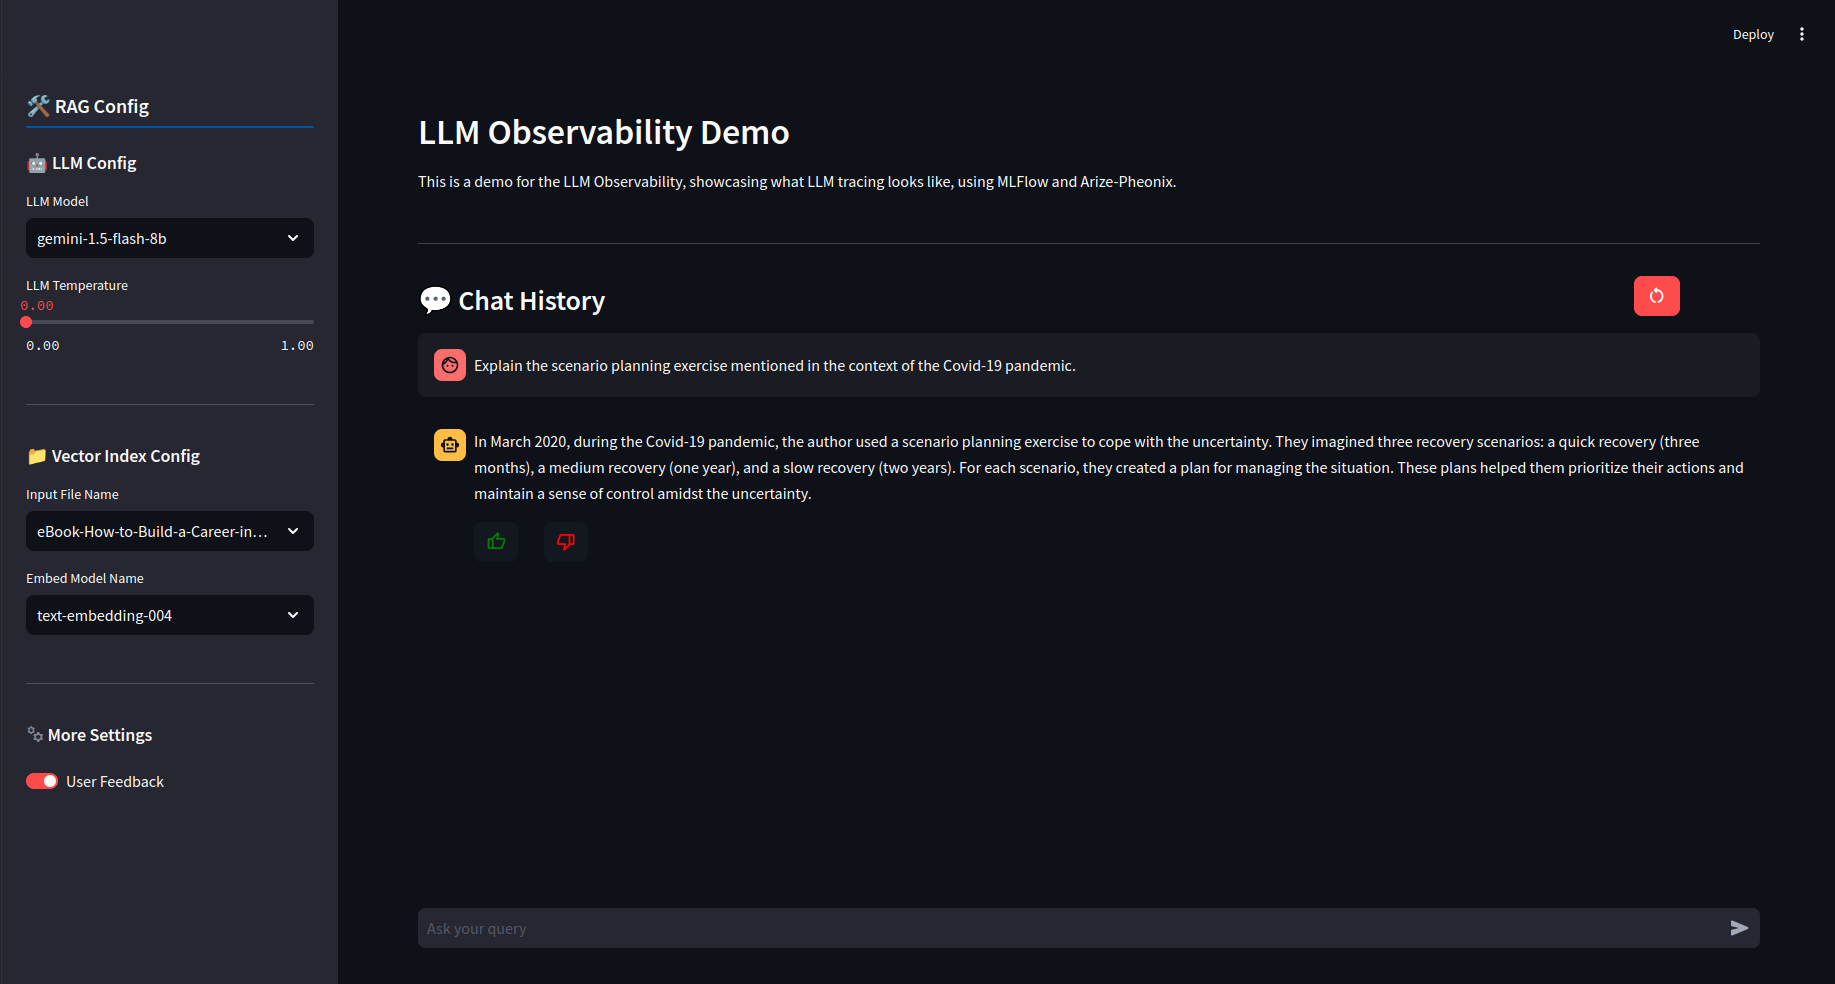 Deploy
RAG Config
LLM Config
LLM Model
gemini-1.5-flash-8b
LLM Temperature
0.00
0.00 1.00
Vector Index Config
Input File Name
eBook-How-to-Build-a-Career-in...
Embed Model Name
text-embedding-004
More Settings
User Feedback
LLM Observability Demo
This is a demo for the LLM Observability, showcasing what LLM tracing looks like, using MLFlow and Arize-Pheonix.
Chat History
Explain the scenario planning exercise mentioned in the context of the Covid-19 pandemic.
In March 2020, during the Covid-19 pandemic, the author used a scenario planning exercise to cope with the uncertainty. They imagined three recovery scenarios: a quick recovery (three
months), a medium recovery (one year), and a slow recovery (two years). For each scenario, they created a plan for managing the situation. These plans helped them prioritize their actions and
maintain a sense of control amidst the uncertainty.
Ask your query